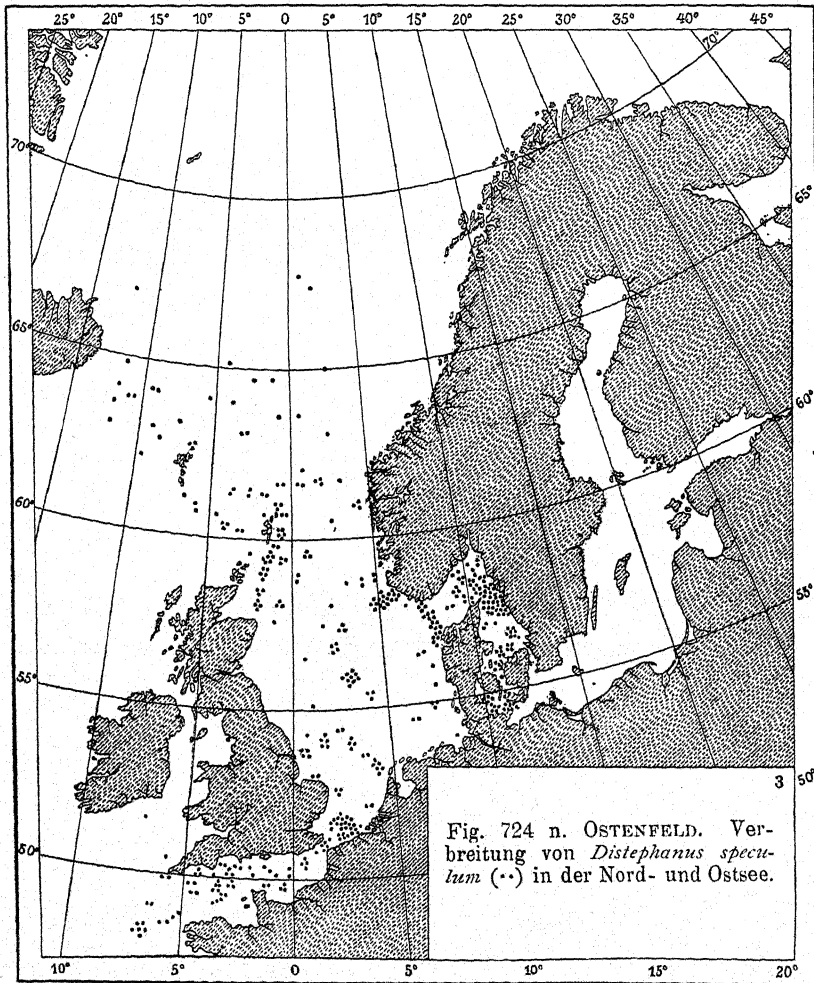 25° 20° 15° 10° 5° 0 5° 10° 15° 20° 25° 30° 35° 40° 45°
70°
70°
65°
65°
60°
60°
55°
55°
50°
3
50°
Fig. 724 n. OSTENFELD. Ver-
breitung von Distephanus specu-
lum (••) in der Nord- und Ostsee.
10° 5° 0 5° 10° 15° 20°